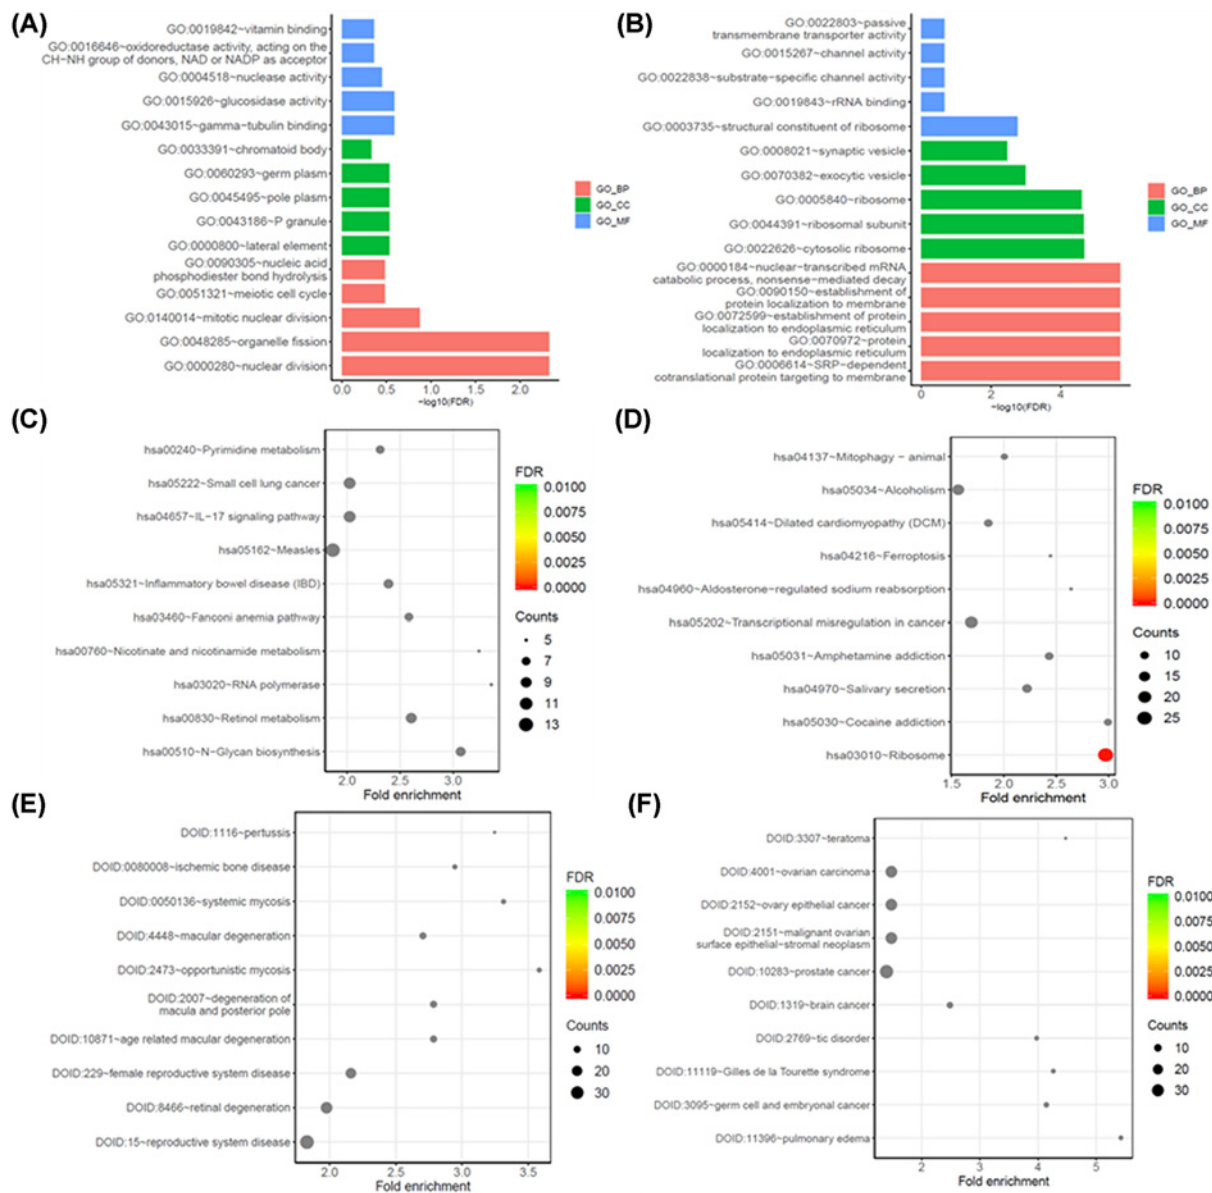 (A)
GO:0019842~vitamin binding
GO:0016646~oxidoreductase activity, acting on the
CH-NH group of donors, NAD or NADP as acceptor
GO:0004518~nuclease activity
GO:0015926~glucosidase activity
GO:0043015~gamma-tubulin binding
GO:0033391~chromatoid body
GO:0060293~germ plasm
GO:0045495~pole plasm
GO:0043186~P granule
GO:0000800~lateral element
GO:0090305~nucleic acid
phosphodiester bond hydrolysis
GO:0051321~meiotic cell cycle
GO:0140014~mitotic nuclear division
GO:0048285~organelle fission
GO:0000280~nuclear division
0.0 0.5 1.0 1.5 2.0
-log10(FDR)
GO_BP
GO_CC
GO_MF
(B)
GO:0022803~passive
transmembrane transporter activity
GO:0015267~channel activity
GO:0022838~substrate-specific channel activity
GO:0019843~rRNA binding
GO:0003735~structural constituent of ribosome
GO:0008021~synaptic vesicle
GO:0070382~exocytic vesicle
GO:0005840~ribosome
GO:0044391~ribosomal subunit
GO:0022626~cytosolic ribosome
GO:0000184~nuclear-transcribed mRNA
catabolic process, nonsense-mediated decay
GO:0090150~establishment of
protein localization to membrane
GO:0072599~establishment of protein
localization to endoplasmic reticulum
GO:0070972~protein
localization to endoplasmic reticulum
GO:0006614~SRP-dependent
cotranslational protein targeting to membrane
0 2 4
-log10(FDR)
GO_BP
GO_CC
GO_MF
(C)
hsa00240~Pyrimidine metabolism
hsa05222~Small cell lung cancer
hsa04657~IL-17 signaling pathway
hsa05162~Measles
hsa05321~Inflammatory bowel disease (IBD)
hsa03460~Fanconi anemia pathway
hsa00760~Nicotinate and nicotinamide metabolism
hsa03020~RNA polymerase
hsa00830~Retinol metabolism
hsa00510~N-Glycan biosynthesis
2.0 2.5 3.0
Fold enrichment
FDR
0.0100
0.0075
0.0050
0.0025
0.0000
Counts
5
7
9
11
13
(D)
hsa04137~Mitophagy - animal
hsa05034~Alcoholism
hsa05414~Dilated cardiomyopathy (DCM)
hsa04216~Ferroptosis
hsa04960~Aldosterone-regulated sodium reabsorption
hsa05202~Transcriptional misregulation in cancer
hsa05031~Amphetamine addiction
hsa04970~Salivary secretion
hsa05030~Cocaine addiction
hsa03010~Ribosome
1.5 2.0 2.5 3.0
Fold enrichment
FDR
0.0100
0.0075
0.0050
0.0025
0.0000
Counts
10
15
20
25
(E)
DOID:1116~pertussis
DOID:0080008~ischemic bone disease
DOID:0050136~systemic mycosis
DOID:4448~macular degeneration
DOID:2473~opportunistic mycosis
DOID:2007~degeneration of
macula and posterior pole
DOID:10871~age related macular degeneration
DOID:229~female reproductive system disease
DOID:8466~retinal degeneration
DOID:15~reproductive system disease
2.0 2.5 3.0 3.5
Fold enrichment
FDR
0.0100
0.0075
0.0050
0.0025
0.0000
Counts
10
20
30
(F)
DOID:3307~teratoma
DOID:4001~ovarian carcinoma
DOID:2152~ovary epithelial cancer
DOID:2151~malignant ovarian
surface epithelial-stromal neoplasm
DOID:10283~prostate cancer
DOID:1319~brain cancer
DOID:2769~tic disorder
DOID:11119~Gilles de la Tourette syndrome
DOID:3095~germ cell and embryonal cancer
DOID:11396~pulmonary edema
2 3 4 5
Fold enrichment
FDR
0.0100
0.0075
0.0050
0.0025
0.0000
Counts
10
20
30